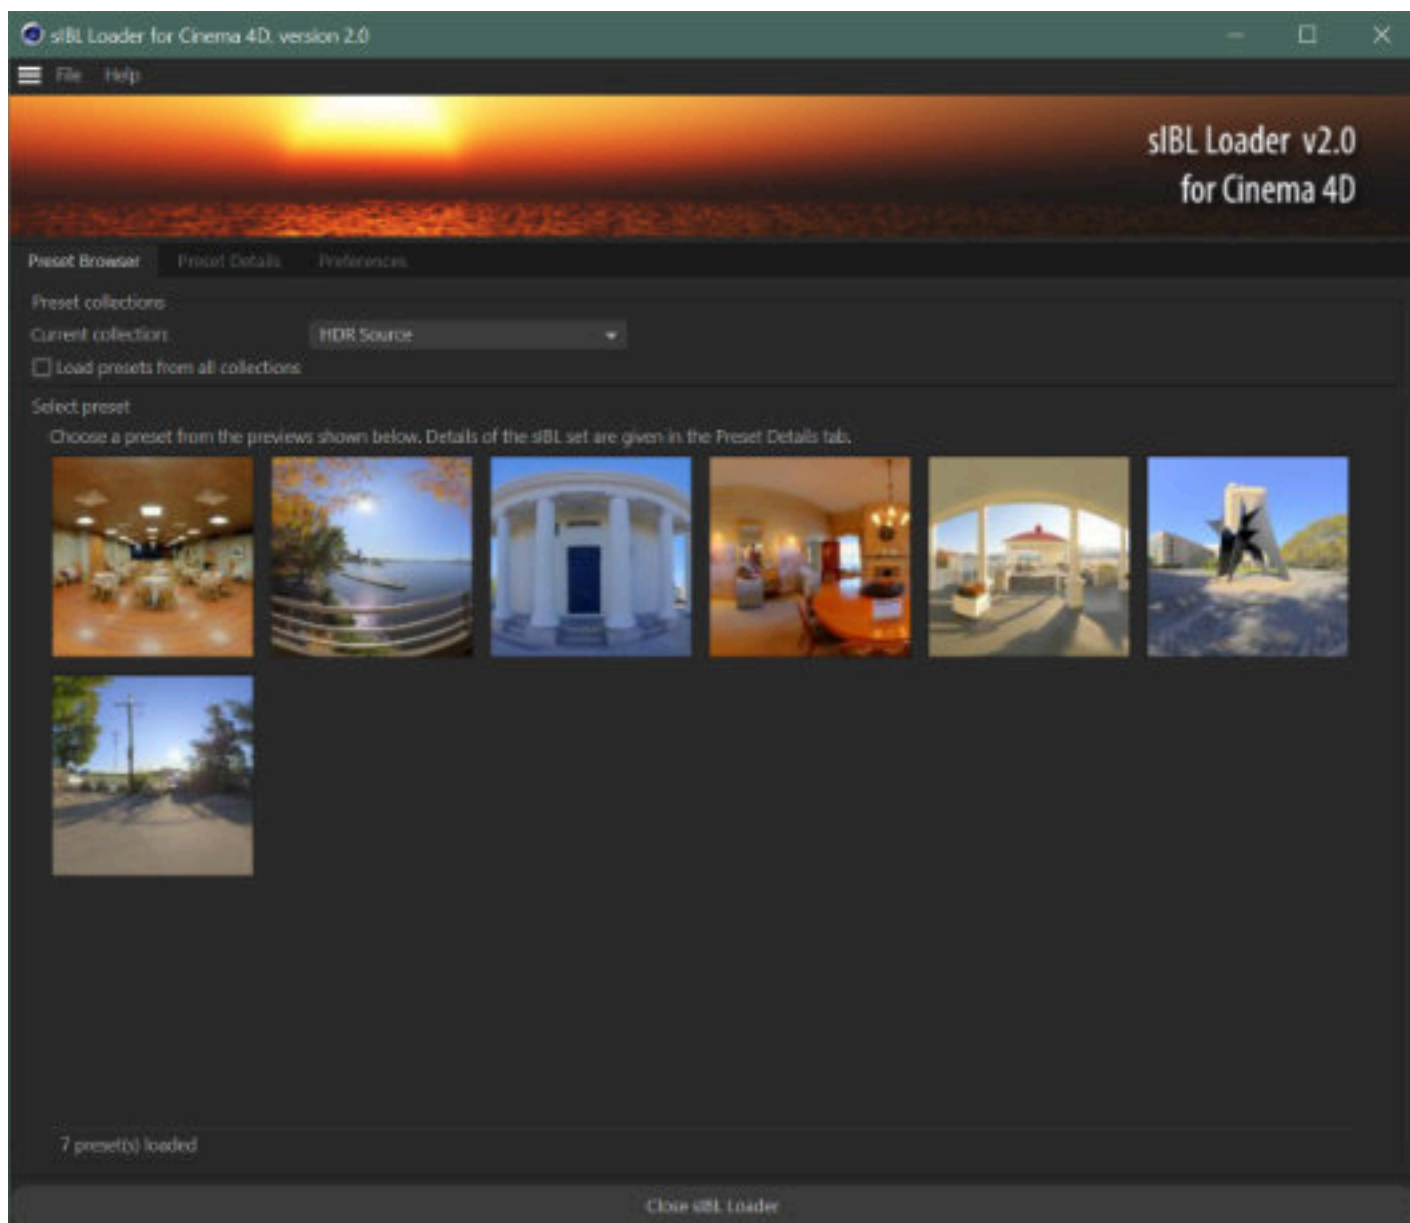 sIBL Loader for Cinema 4D, version 2.0
File Help
sIBL Loader v2.0
for Cinema 4D
Preset Browser Preset Details Preferences
Preset collections
Current collection: HDR Source
Load presets from all collections
Select preset
Choose a preset from the previews shown below. Details of the sIBL set are given in the Preset Details tab.
7 preset(s) loaded
Close sIBL Loader